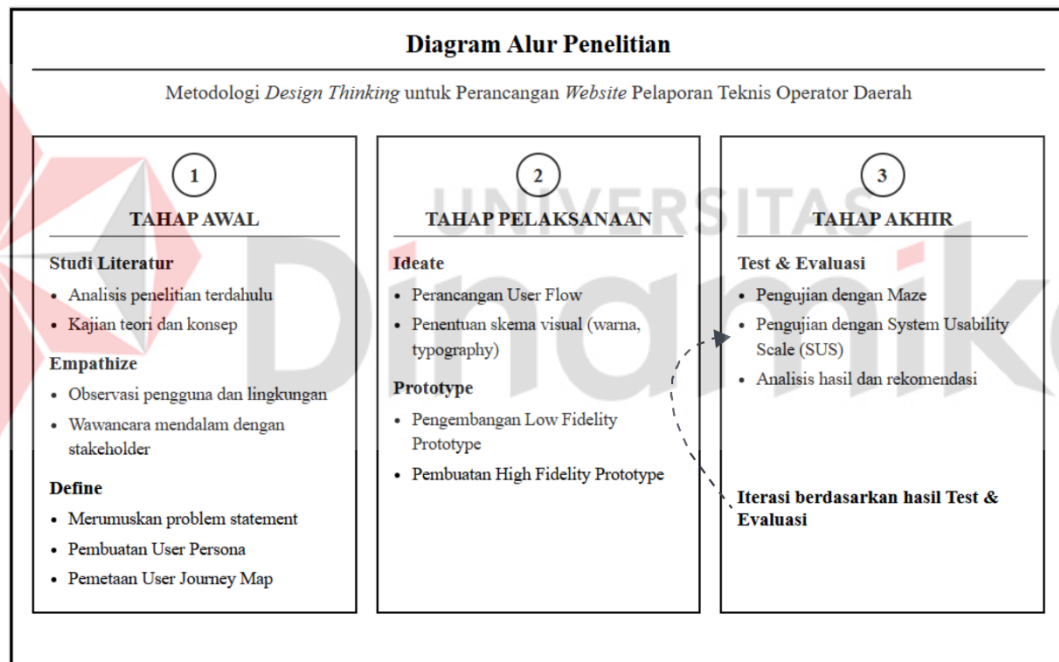 Diagram Alur Penelitian
Metodologi Design Thinking untuk Perancangan Website Pelaporan Teknis Operator Daerah
1
TAHAP AWAL
Studi Literatur
• Analisis penelitian terdahulu
• Kajian teori dan konsep
Empathize
• Observasi pengguna dan lingkungan
• Wawancara mendalam dengan
stakeholder
Define
• Merumuskan problem statement
• Pembuatan User Persona
• Pemetaan User Journey Map
2
TAHAP PELAKSANAAN
Ideate
• Perancangan User Flow
• Penentuan skema visual (warna,
typography)
Prototype
• Pengembangan Low Fidelity
Prototype
• Pembuatan High Fidelity Prototype
3
TAHAP AKHIR
Test & Evaluasi
• Pengujian dengan Maze
• Pengujian dengan System Usability
Scale (SUS)
• Analisis hasil dan rekomendasi
Iterasi berdasarkan hasil Test &
Evaluasi
UNIVERSITAS
Dinamika